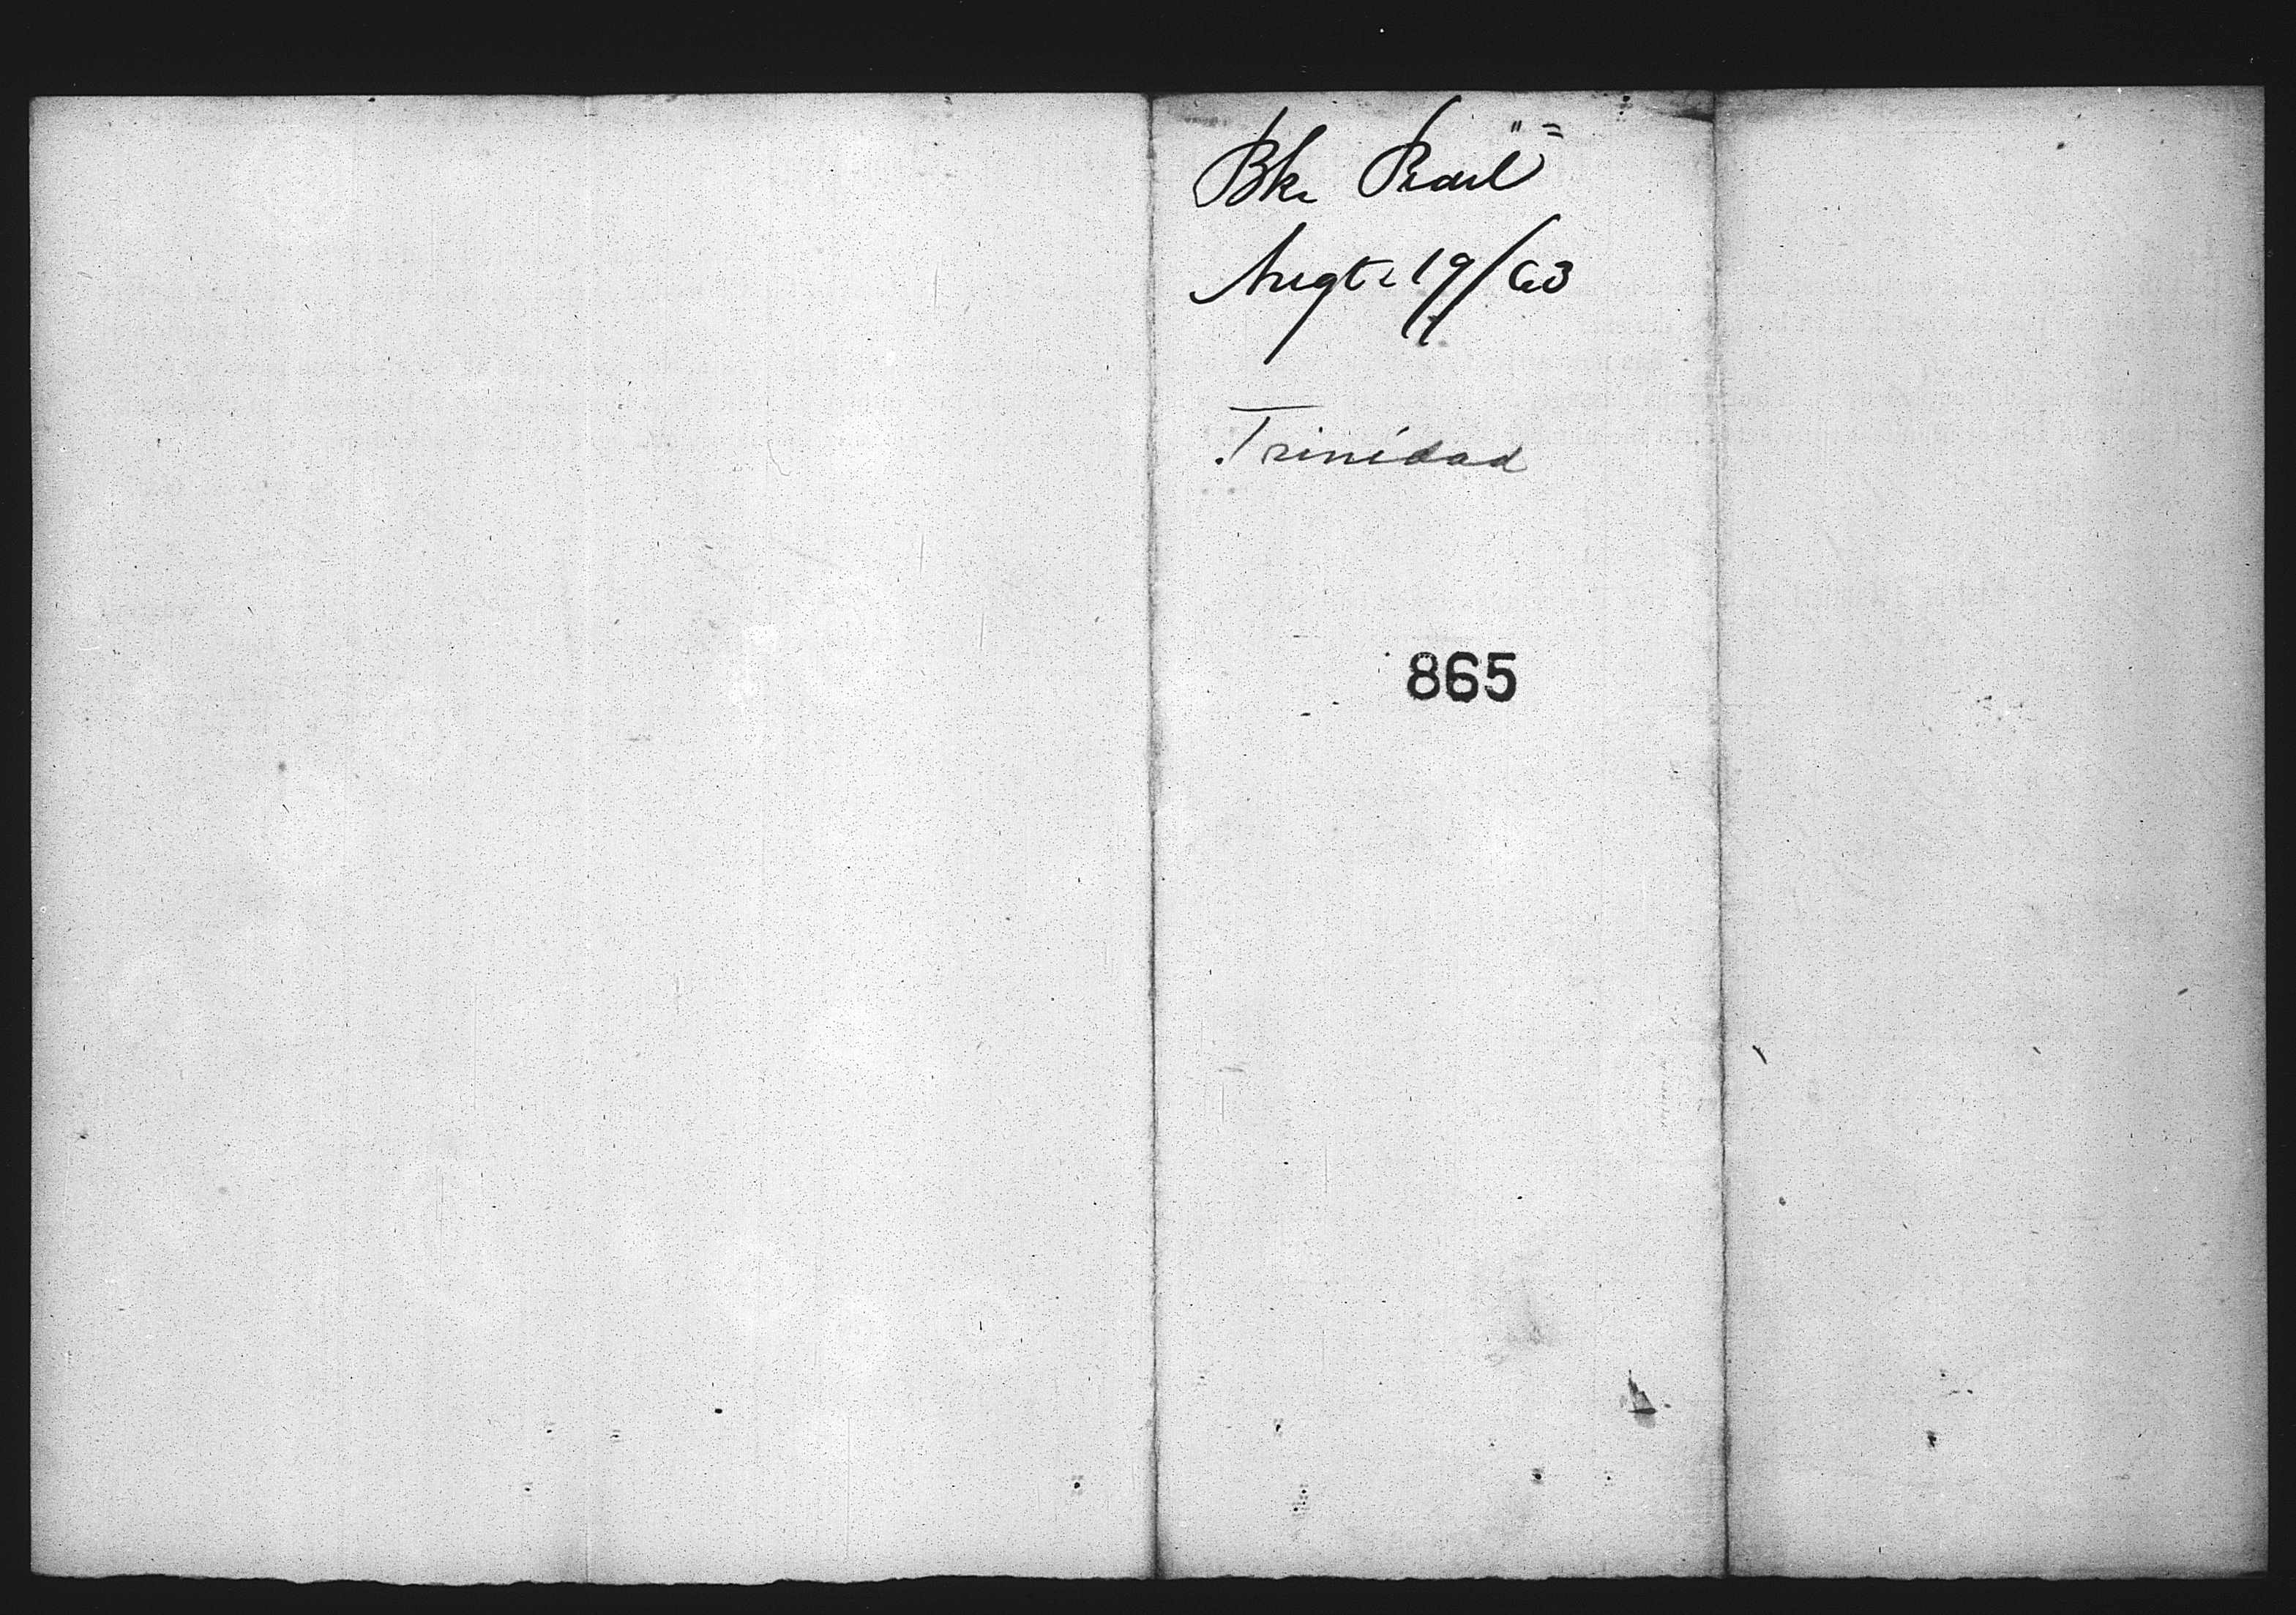 Bk. Pearl"
Augt. 19/63
Trinidad
865